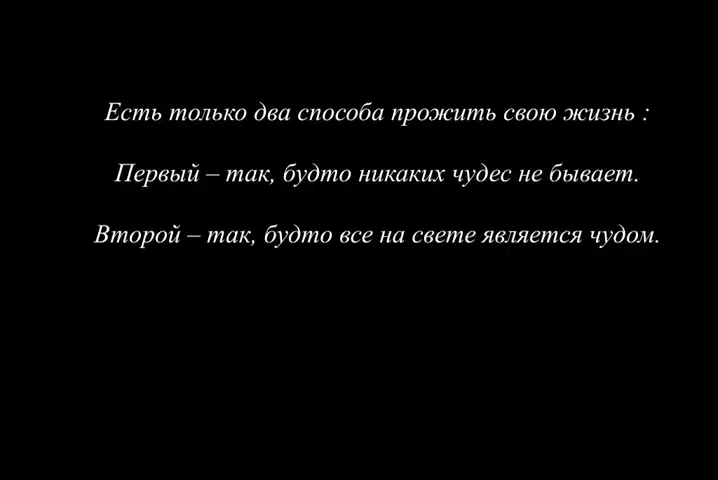 Есть только два способа прожить свою жизнь :
Первый – так, будто никаких чудес не бывает.
Второй – так, будто все на свете является чудом.